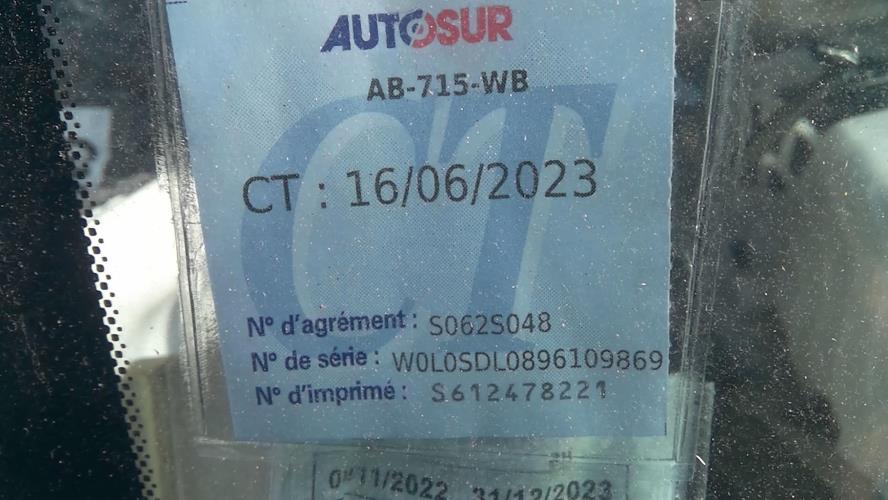 AUTOSUR
AB-715-WB
CT : 16/06/2023
N° d'agrément : S062S048
N° de série : W0L0SDL0896109869
N° d'imprimé : S612478221
31/12/2023